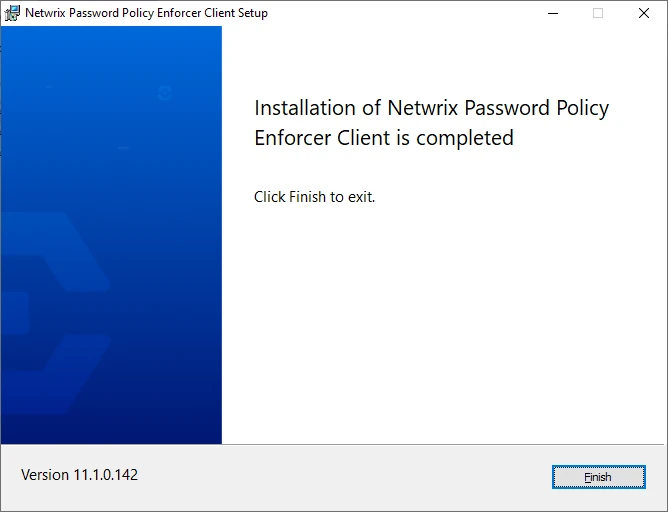 Netwrix Password Policy Enforcer Client Setup
Installation of Netwrix Password Policy
Enforcer Client is completed
Click Finish to exit.
Version 11.1.0.142
Finish